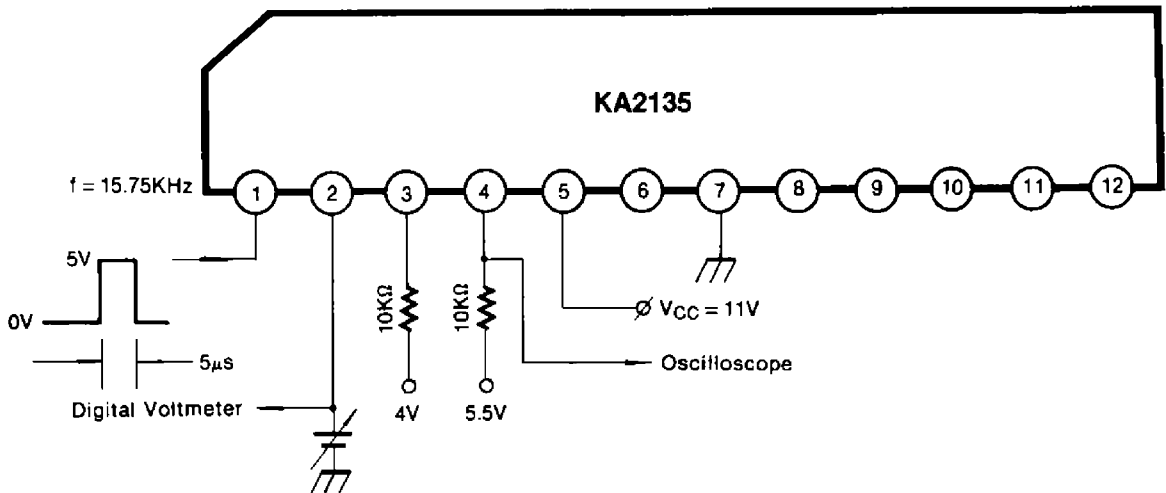 KA2135
f = 15.75KHz
1 2 3 4 5 6 7 8 9 10 11 12
5V
0V
5µs
10KΩ
10KΩ
VCC = 11V
Oscilloscope
Digital Voltmeter
4V
5.5V